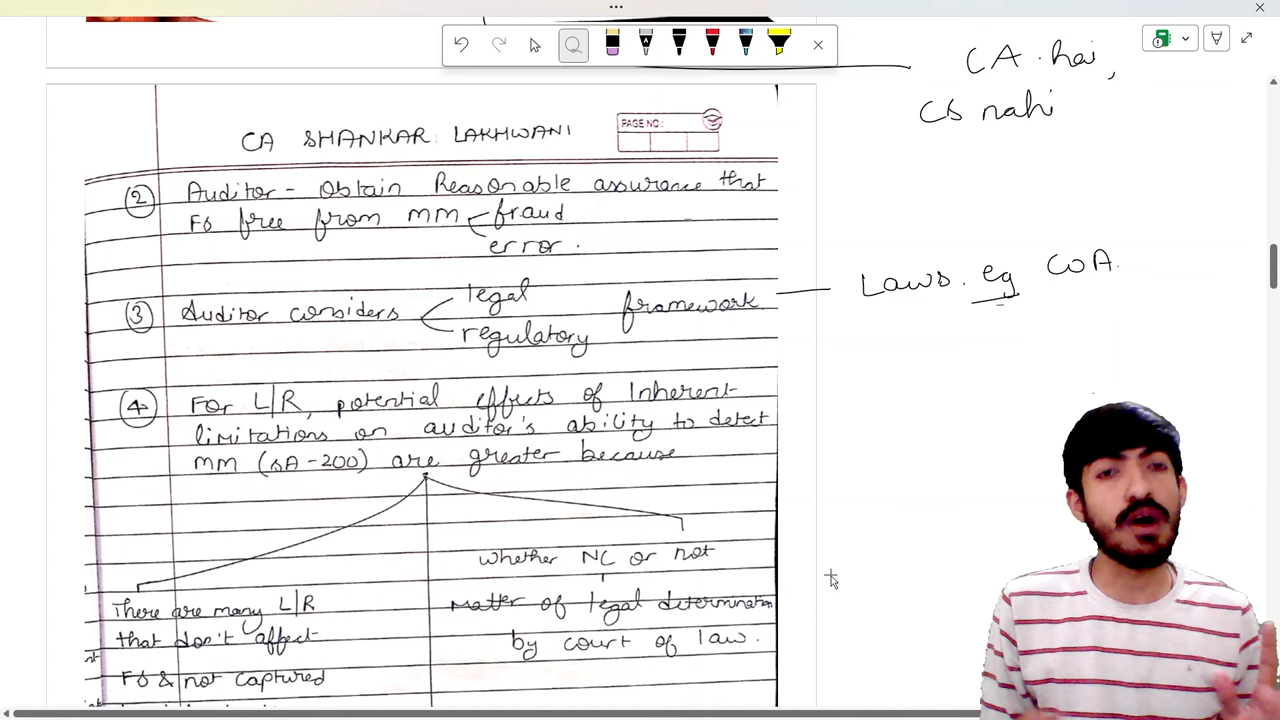 CA hai,
CS nahi
CA SHANKAR LAKHWANI
PAGE NO.:
② Auditor - Obtain Reasonable assurance that
FS free from MM fraud
error.
③ Auditor considers legal
regulatory framework
Laws. eg COA.
④ For L/R, potential effects of Inherent
limitations on auditor's ability to detect
MM (SA-200) are greater because
Whether NC or not
Matter of legal determination
by court of law.
There are many L/R
that don't affect
FS & not captured